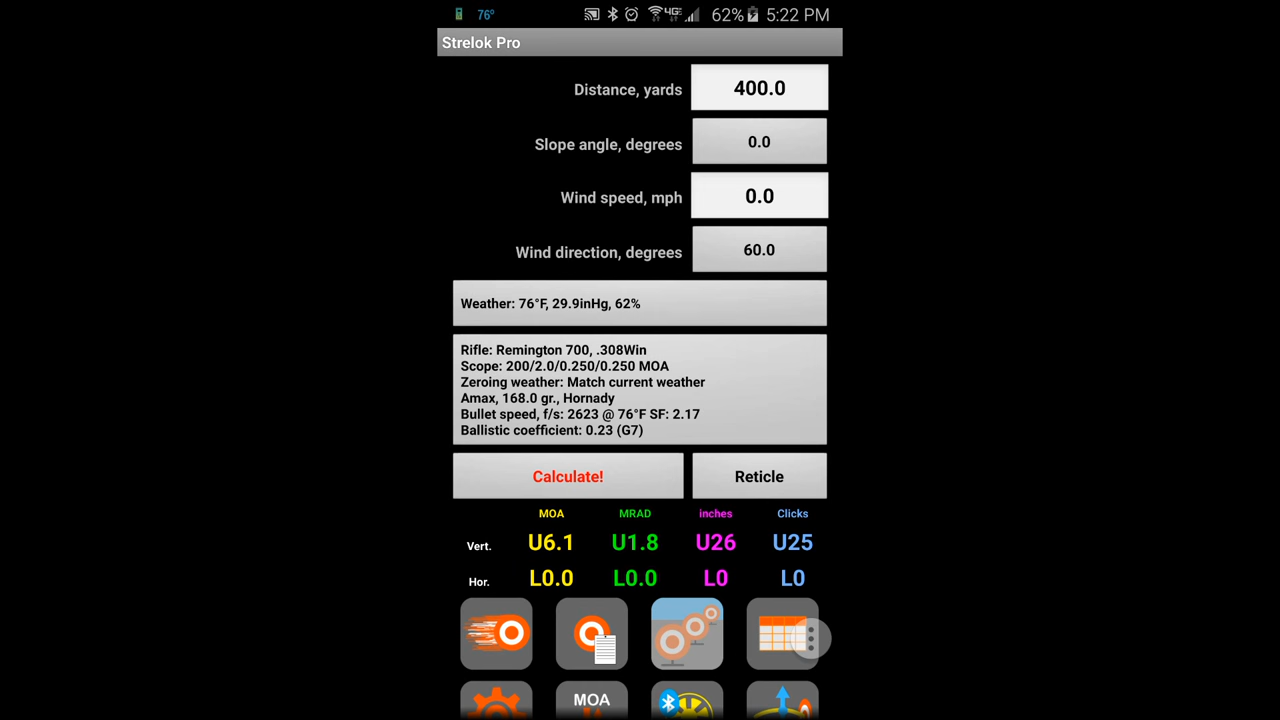 76° 4GE 62% 5:22 PM
Strelok Pro
Distance, yards 400.0
Slope angle, degrees 0.0
Wind speed, mph 0.0
Wind direction, degrees 60.0
Weather: 76°F, 29.9inHg, 62%
Rifle: Remington 700, .308Win
Scope: 200/2.0/0.250/0.250 MOA
Zeroing weather: Match current weather
Amax, 168.0 gr., Hornady
Bullet speed, f/s: 2623 @ 76°F SF: 2.17
Ballistic coefficient: 0.23 (G7)
Calculate! Reticle
MOA MRAD inches Clicks
Vert. U6.1 U1.8 U26 U25
Hor. L0.0 L0.0 L0 L0
MOA